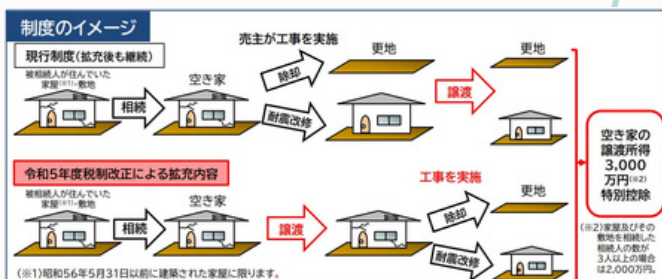 制度のイメージ
現行制度(拡充後も継続)
被相続人が住んでいた
家屋(※1)・敷地
相続
空き家
売主が工事を実施
除却
耐震改修
更地
譲渡
更地
令和5年度税制改正による拡充内容
被相続人が住んでいた
家屋(※1)・敷地
相続
空き家
譲渡
工事を実施
除却
耐震改修
更地
空き家の
譲渡所得
3,000
万円(※2)
特別控除
(※2)家屋及びその
敷地を相続した
相続人の数が
3人以上の場合
は2,000万円。
(※1)昭和56年5月31日以前に建築された家屋に限ります。